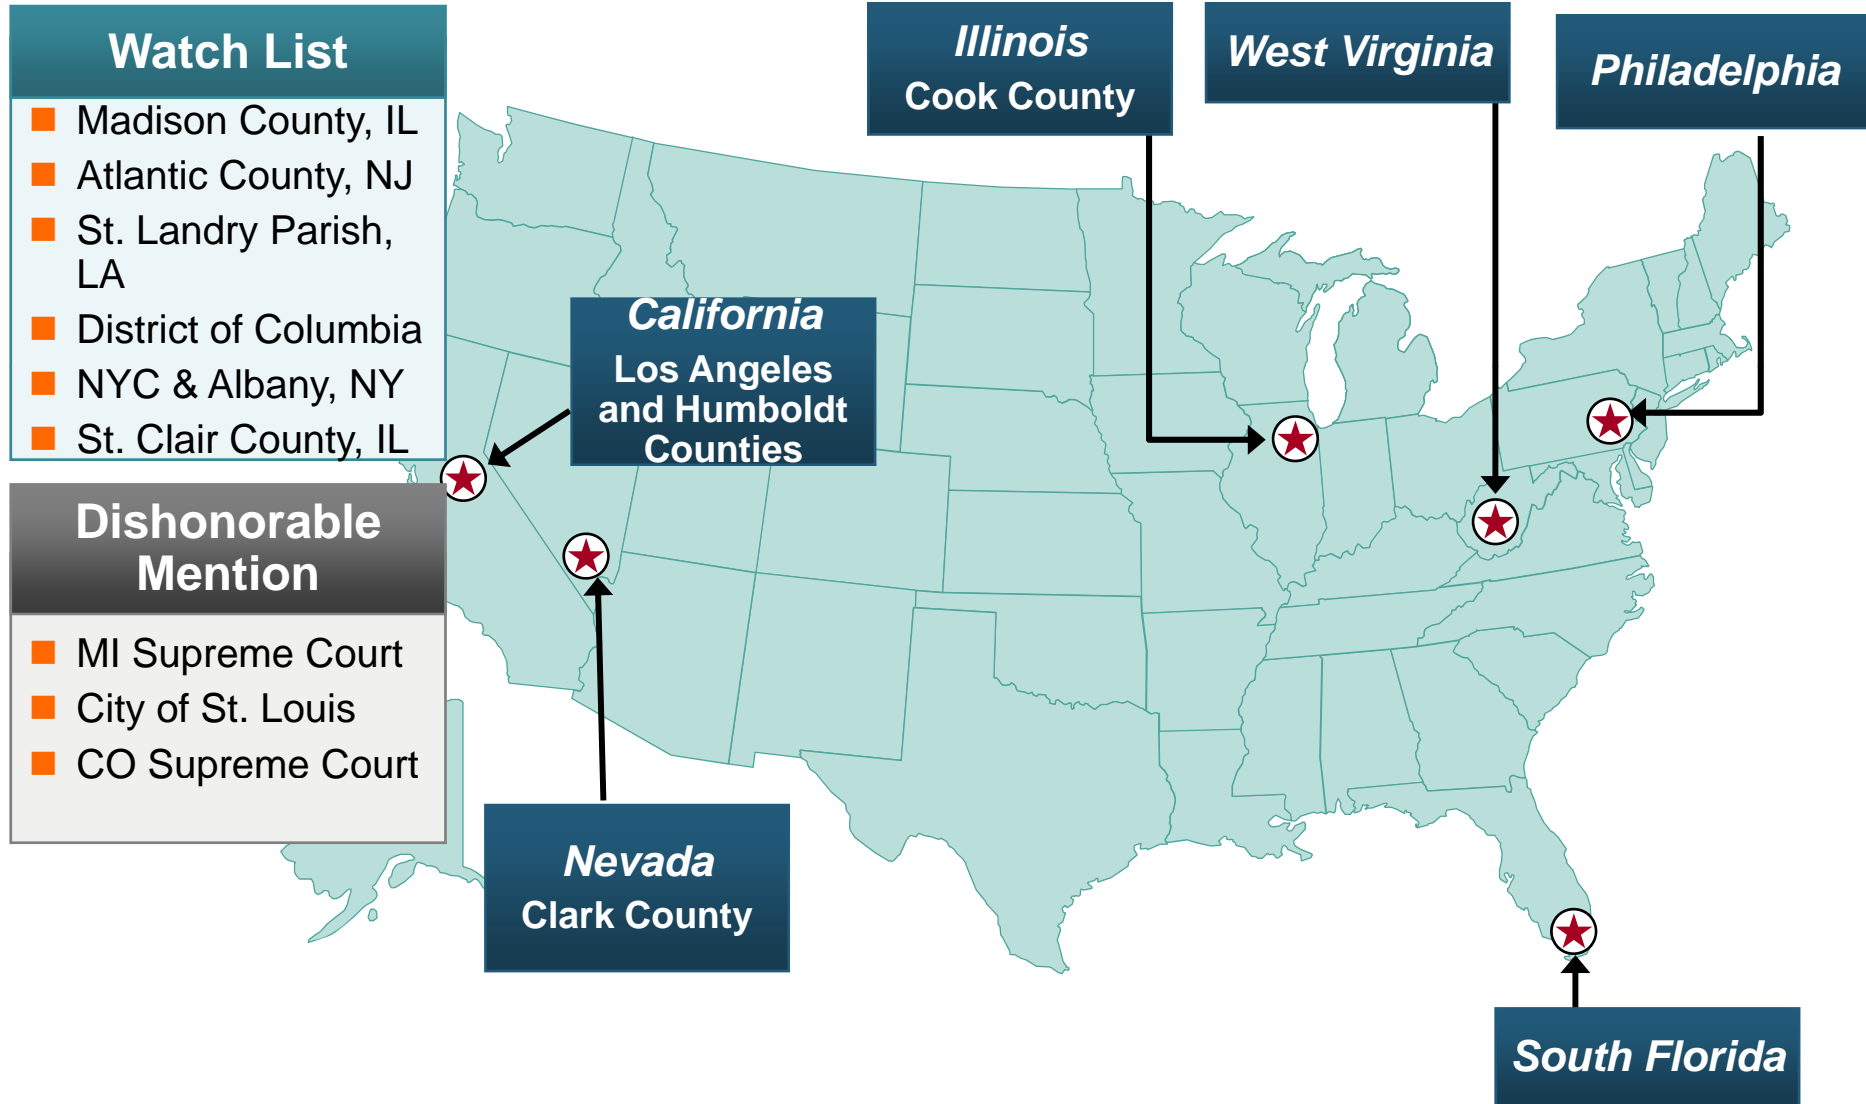 Watch List
Madison County, IL
Atlantic County, NJ
St. Landry Parish,
LA
District of Columbia
NYC & Albany, NY
St. Clair County, IL
Dishonorable
Mention
MI Supreme Court
City of St. Louis
CO Supreme Court
Illinois
Cook County
West Virginia
Philadelphia
California
Los Angeles
and Humboldt
Counties
Nevada
Clark County
South Florida